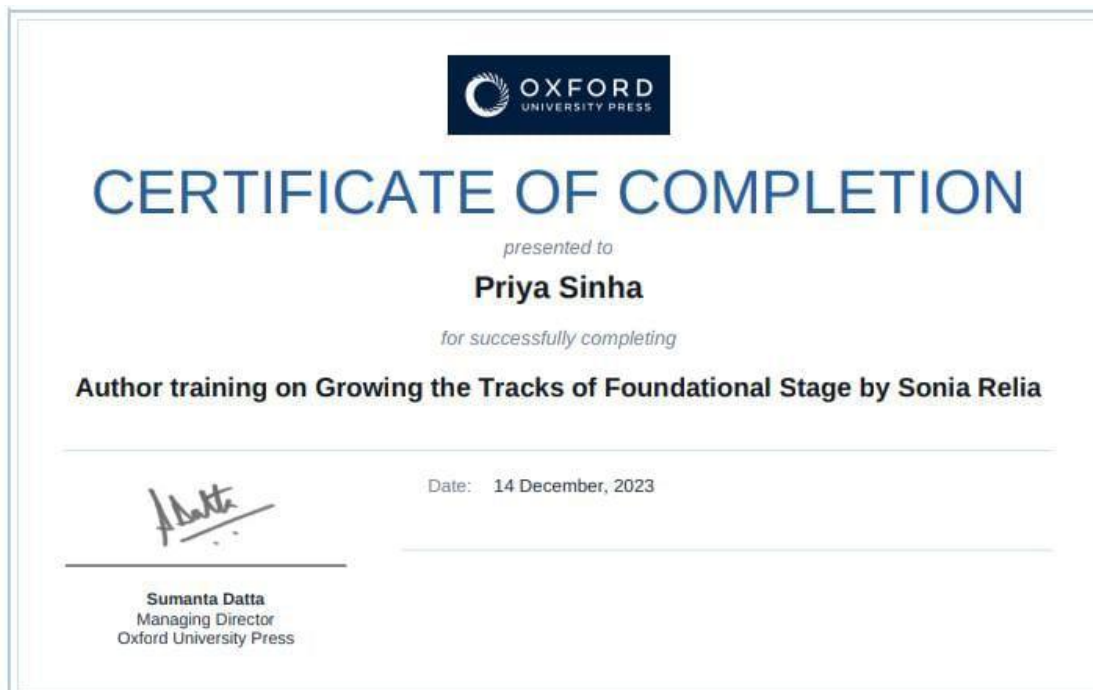 OXFORD
UNIVERSITY PRESS
CERTIFICATE OF COMPLETION
presented to
Priya Sinha
for successfully completing
Author training on Growing the Tracks of Foundational Stage by Sonia Relia
Date: 14 December, 2023
SDatta
Sumanta Datta
Managing Director
Oxford University Press